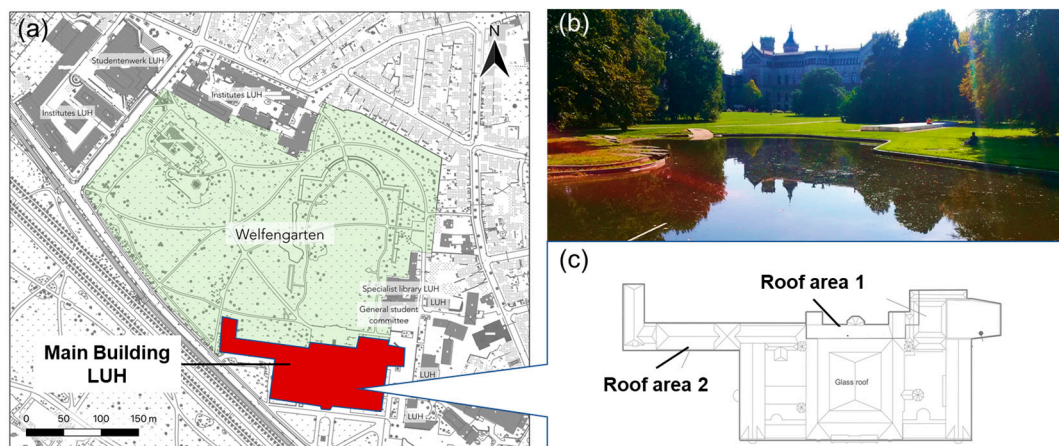 (a)
N
Studentenwerk LUH
Institutes LUH
Institutes LUH
Welfengarten
Specialist library LUH
LUH
General student
committee
Main Building
LUH
LUH
LUH
0 50 100 150 m
(b)
(c)
Roof area 1
Roof area 2
Glass roof